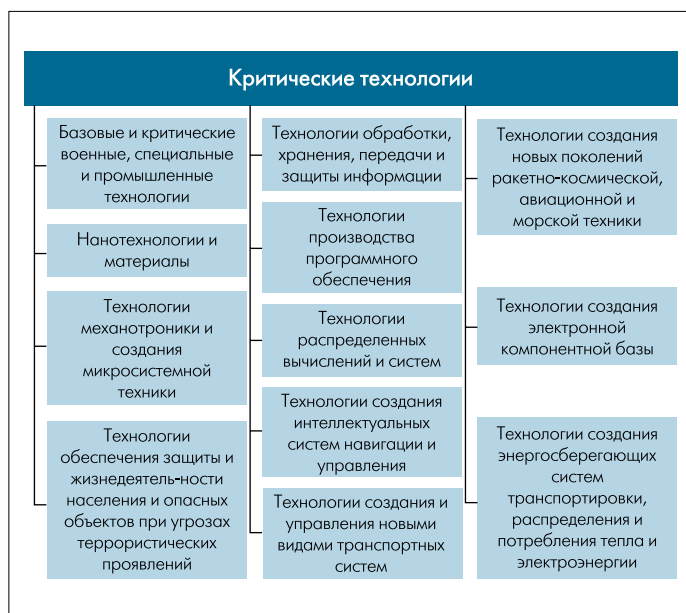 Критические технологии
Базовые и критические
военные, специальные
и промышленные
технологии
Нанотехнологии и
материалы
Технологии
механотроники и
создания
микросистемной
техники
Технологии
обеспечения защиты и
жизнедеятель-ности
населения и опасных
объектов при угрозах
террористических
проявлений
Технологии обработки,
хранения, передачи и
защиты информации
Технологии
производства
программного
обеспечения
Технологии
распределенных
вычислений и систем
Технологии создания
интеллектуальных
систем навигации и
управления
Технологии создания и
управления новыми
видами транспортных
систем
Технологии создания
новых поколений
ракетно-космической,
авиационной и
морской техники
Технологии создания
электронной
компонентной базы
Технологии создания
энергосберегающих
систем
транспортировки,
распределения и
потребления тепла и
электроэнергии